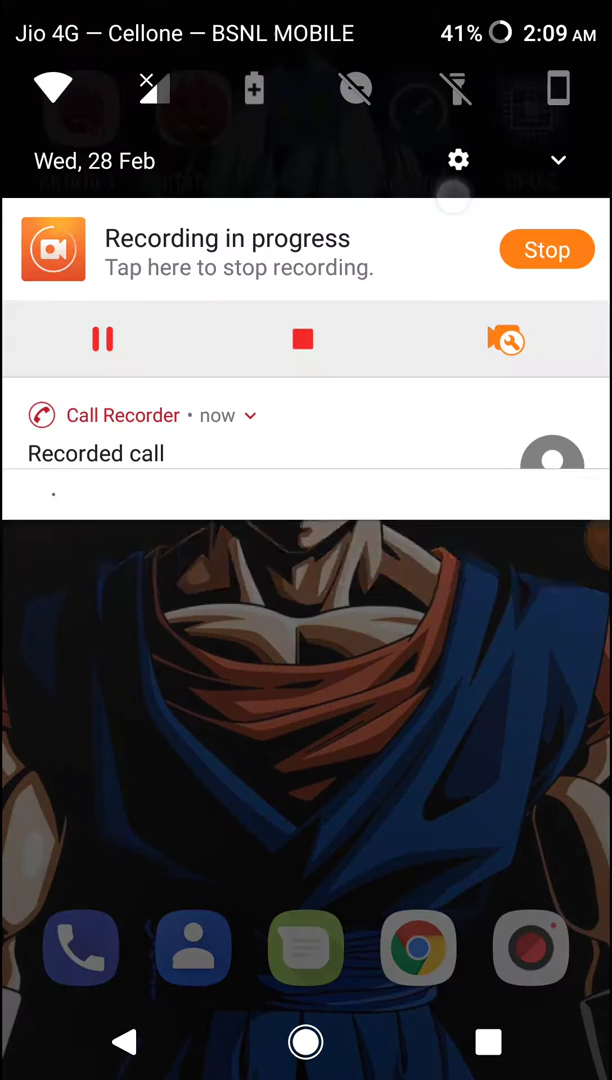 Jio 4G — Cellone — BSNL MOBILE 41% 2:09 AM
Wed, 28 Feb
Recording in progress
Tap here to stop recording.
Stop
Call Recorder • now
Recorded call